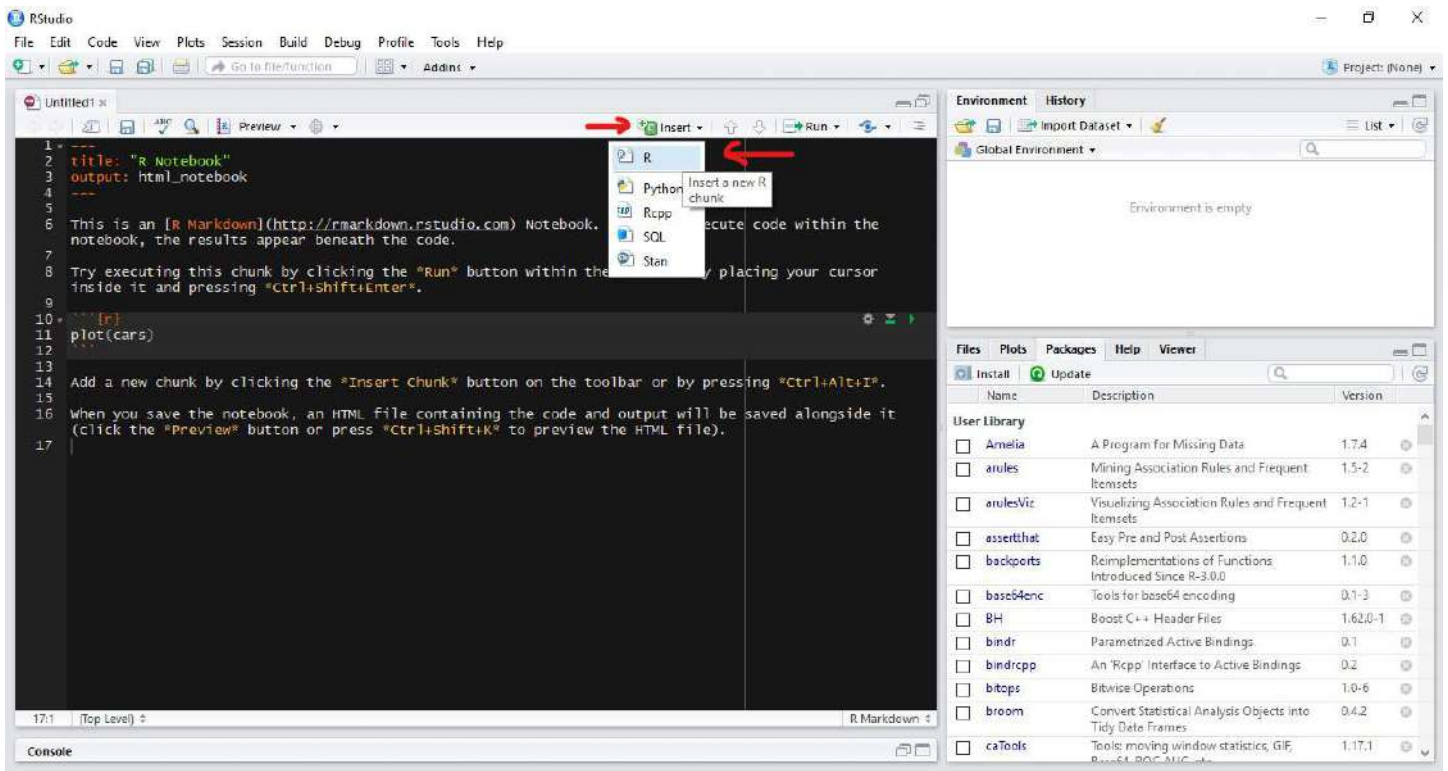 RStudio
File Edit Code View Plots Session Build Debug Profile Tools Help
Go to file/function Addins Project: (None)
Untitled1
Preview Insert Run
1 ---
2 title: "R Notebook"
3 output: html_notebook
4 ---
5
6 This is an [R Markdown](http://rmarkdown.rstudio.com) Notebook. ecute code within the
notebook, the results appear beneath the code.
7
8 Try executing this chunk by clicking the *Run* button within the y placing your cursor
inside it and pressing *Ctrl+Shift+Enter*.
9
10 ```{r}
11 plot(cars)
12 ```
13
14 Add a new chunk by clicking the *Insert Chunk* button on the toolbar or by pressing *Ctrl+Alt+I*.
15
16 When you save the notebook, an HTML file containing the code and output will be saved alongside it
(click the *Preview* button or press *Ctrl+Shift+K* to preview the HTML file).
17
R
Python
Rcpp
SQL
Stan
Insert a new R
chunk
17:1 (Top Level) R Markdown
Console
Environment History
Import Dataset List
Global Environment
Environment is empty
Files Plots Packages Help Viewer
Install Update
Name Description Version
User Library
Amelia A Program for Missing Data 1.7.4
arules Mining Association Rules and Frequent 1.5-2
Itemsets
arulesViz Visualizing Association Rules and Frequent 1.2-1
Itemsets
assertthat Easy Pre and Post Assertions 0.2.0
backports Reimplementations of Functions 1.1.0
Introduced Since R-3.0.0
base64enc Tools for base64 encoding 0.1-3
BH Boost C++ Header Files 1.62.0-1
bindr Parametrized Active Bindings 0.1
bindrcpp An 'Rcpp' Interface to Active Bindings 0.2
bitops Bitwise Operations 1.0-6
broom Convert Statistical Analysis Objects into 0.4.2
Tidy Data Frames
caTools Tools: moving window statistics, GIF, 1.17.1